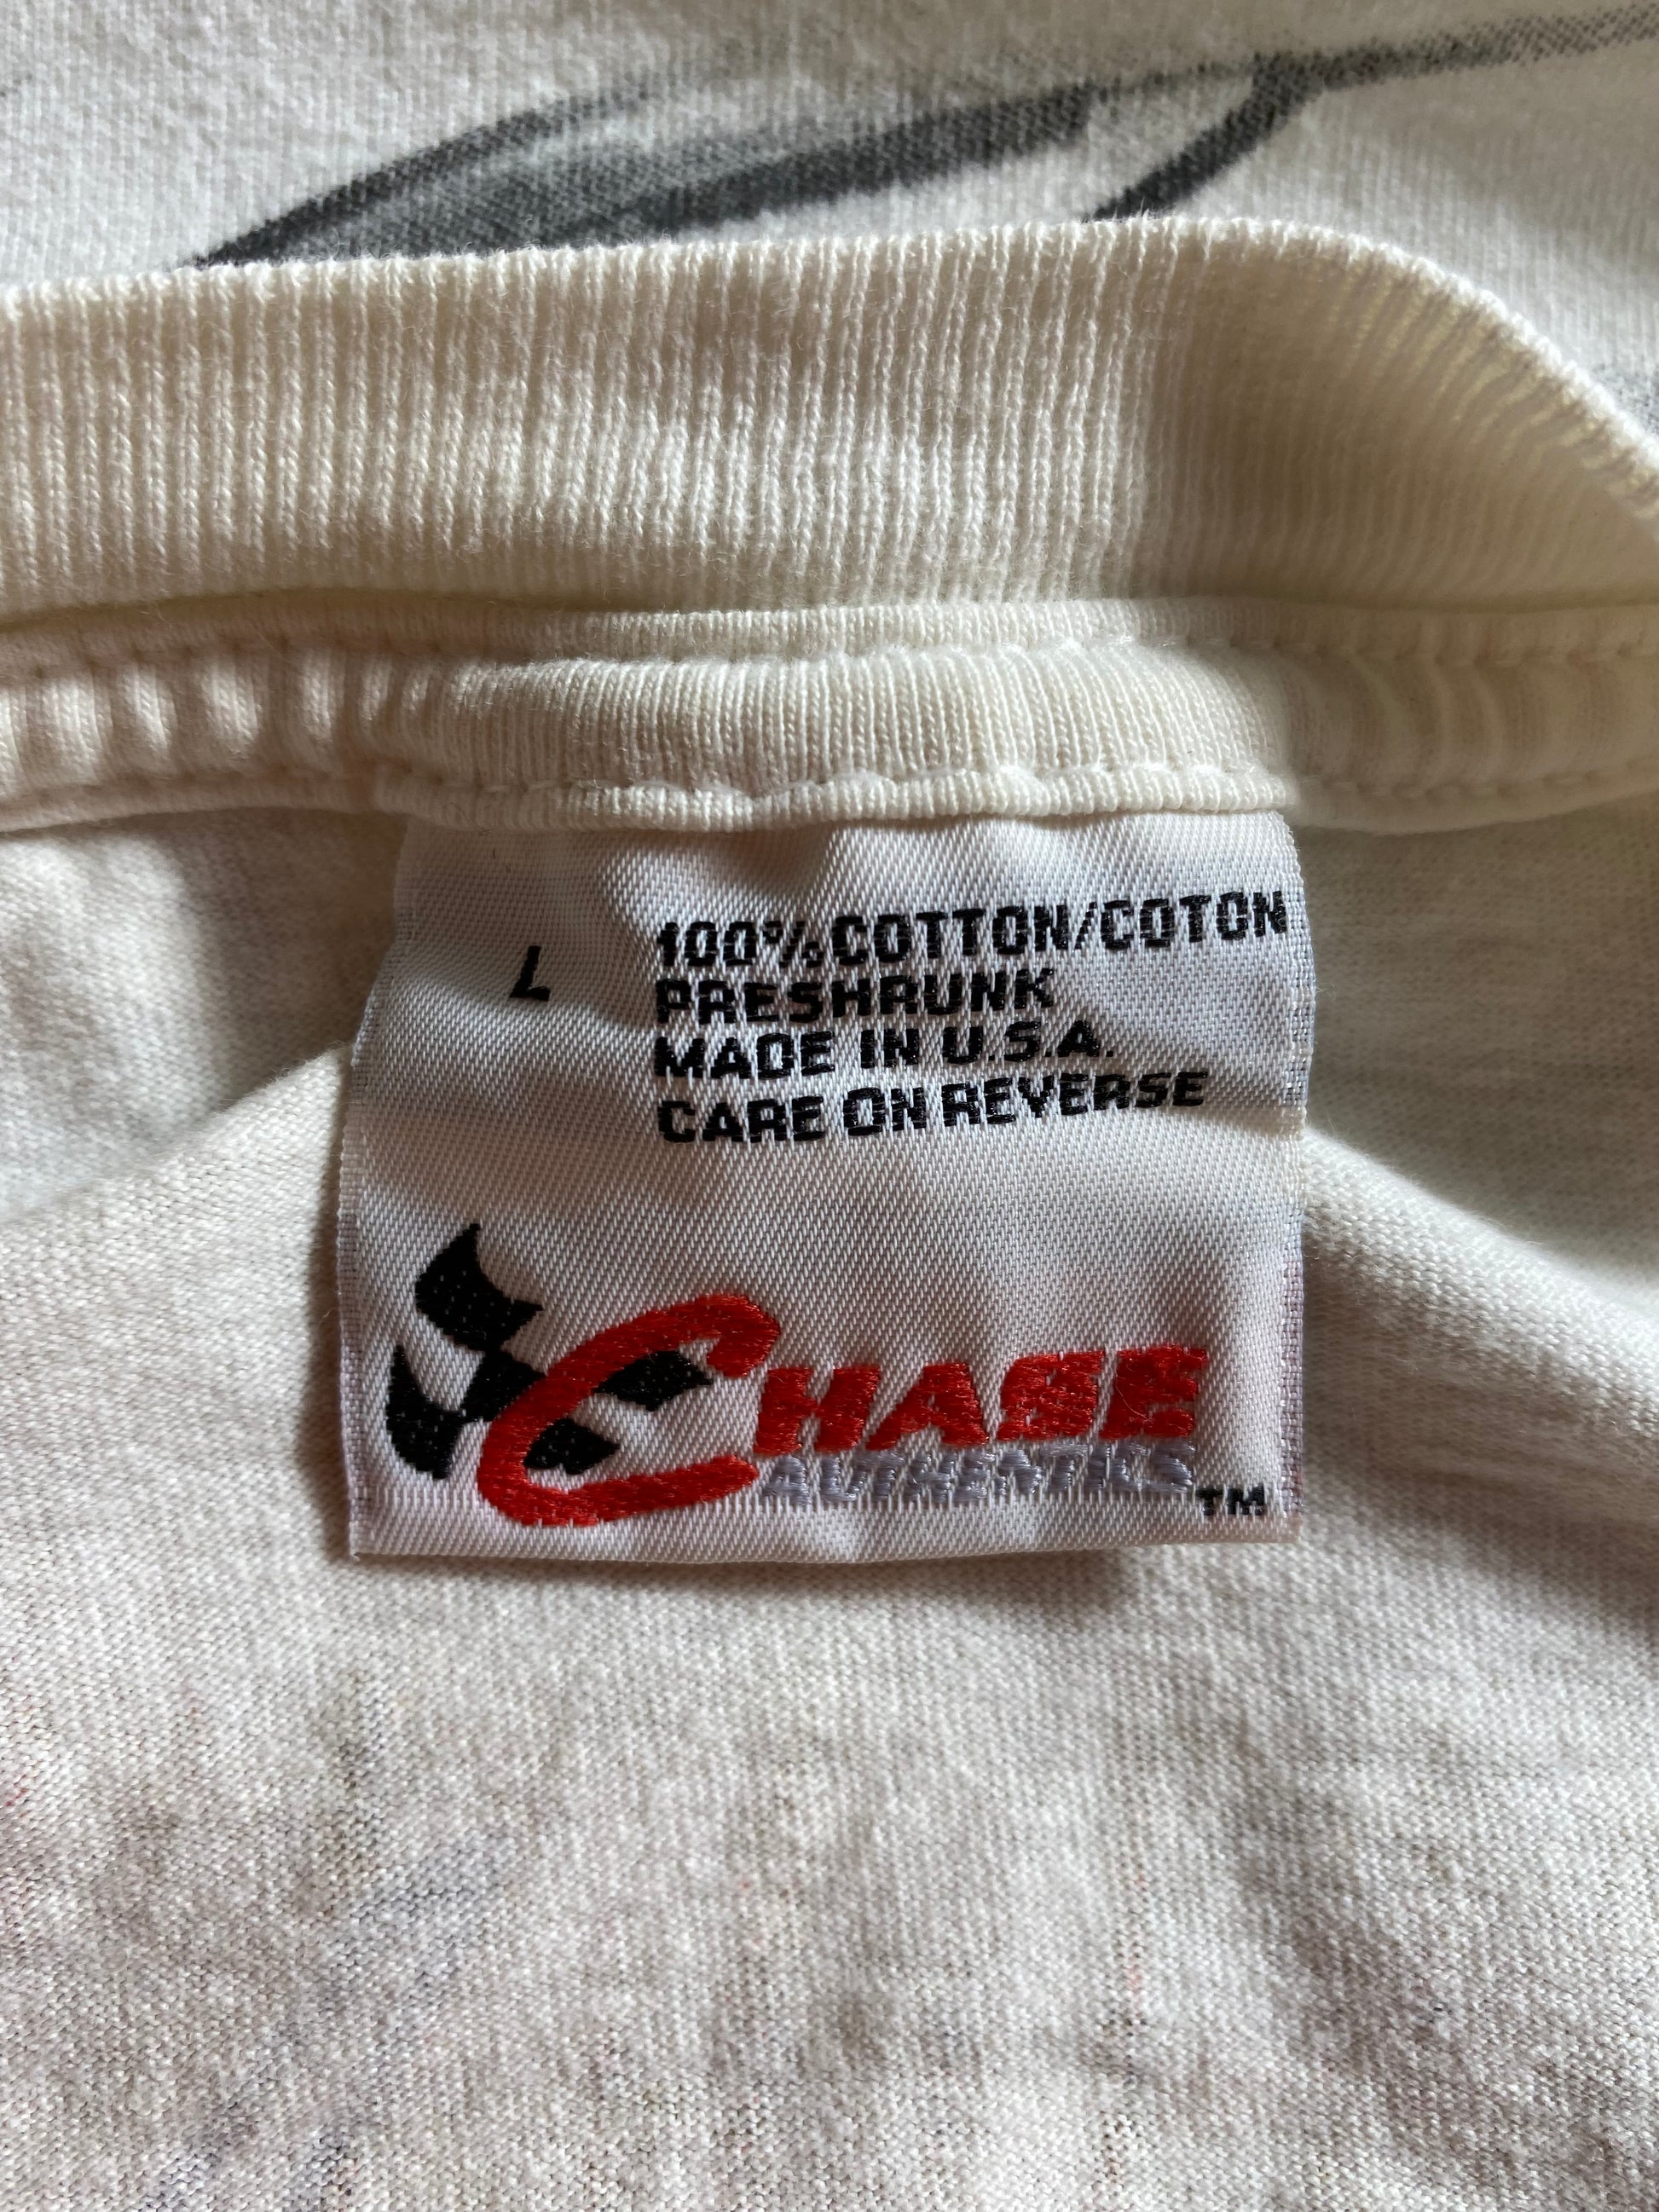 L
100% COTTON/COTON
PRESHRUNK
MADE IN U.S.A.
CARE ON REVERSE
CHASE
AUTHENTICS
TM